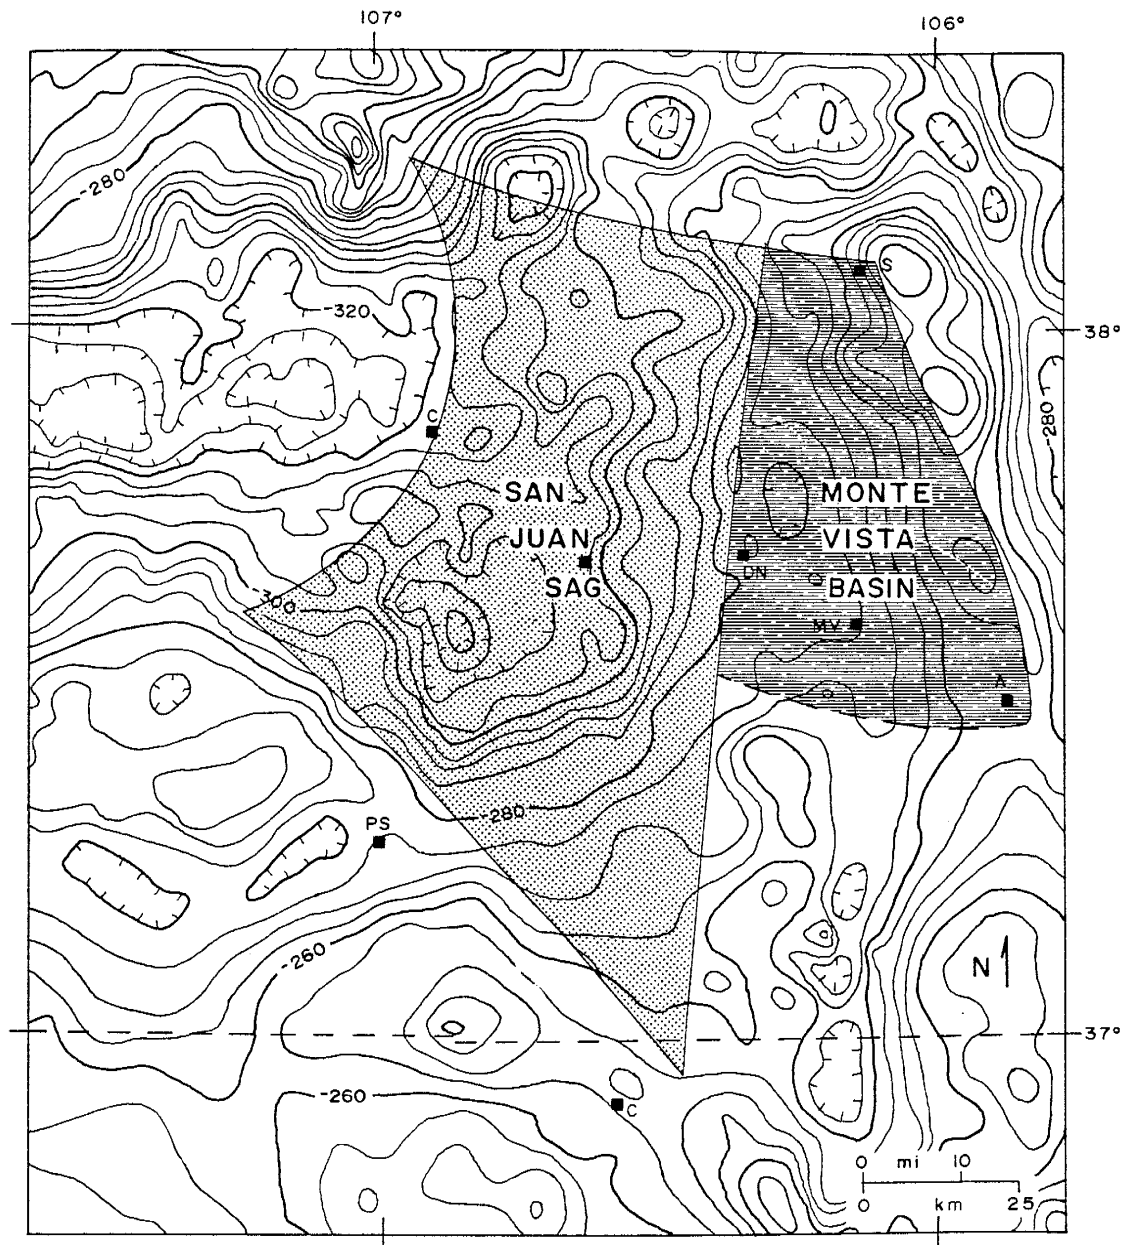 107°
106°
-280
S
-320
38°
-280
C
SAN
JUAN
SAG
MONTE
VISTA
BASIN
DN
-300
MV
A
-280
PS
-260
N
37°
-260
C
0 mi 10
0 km 25